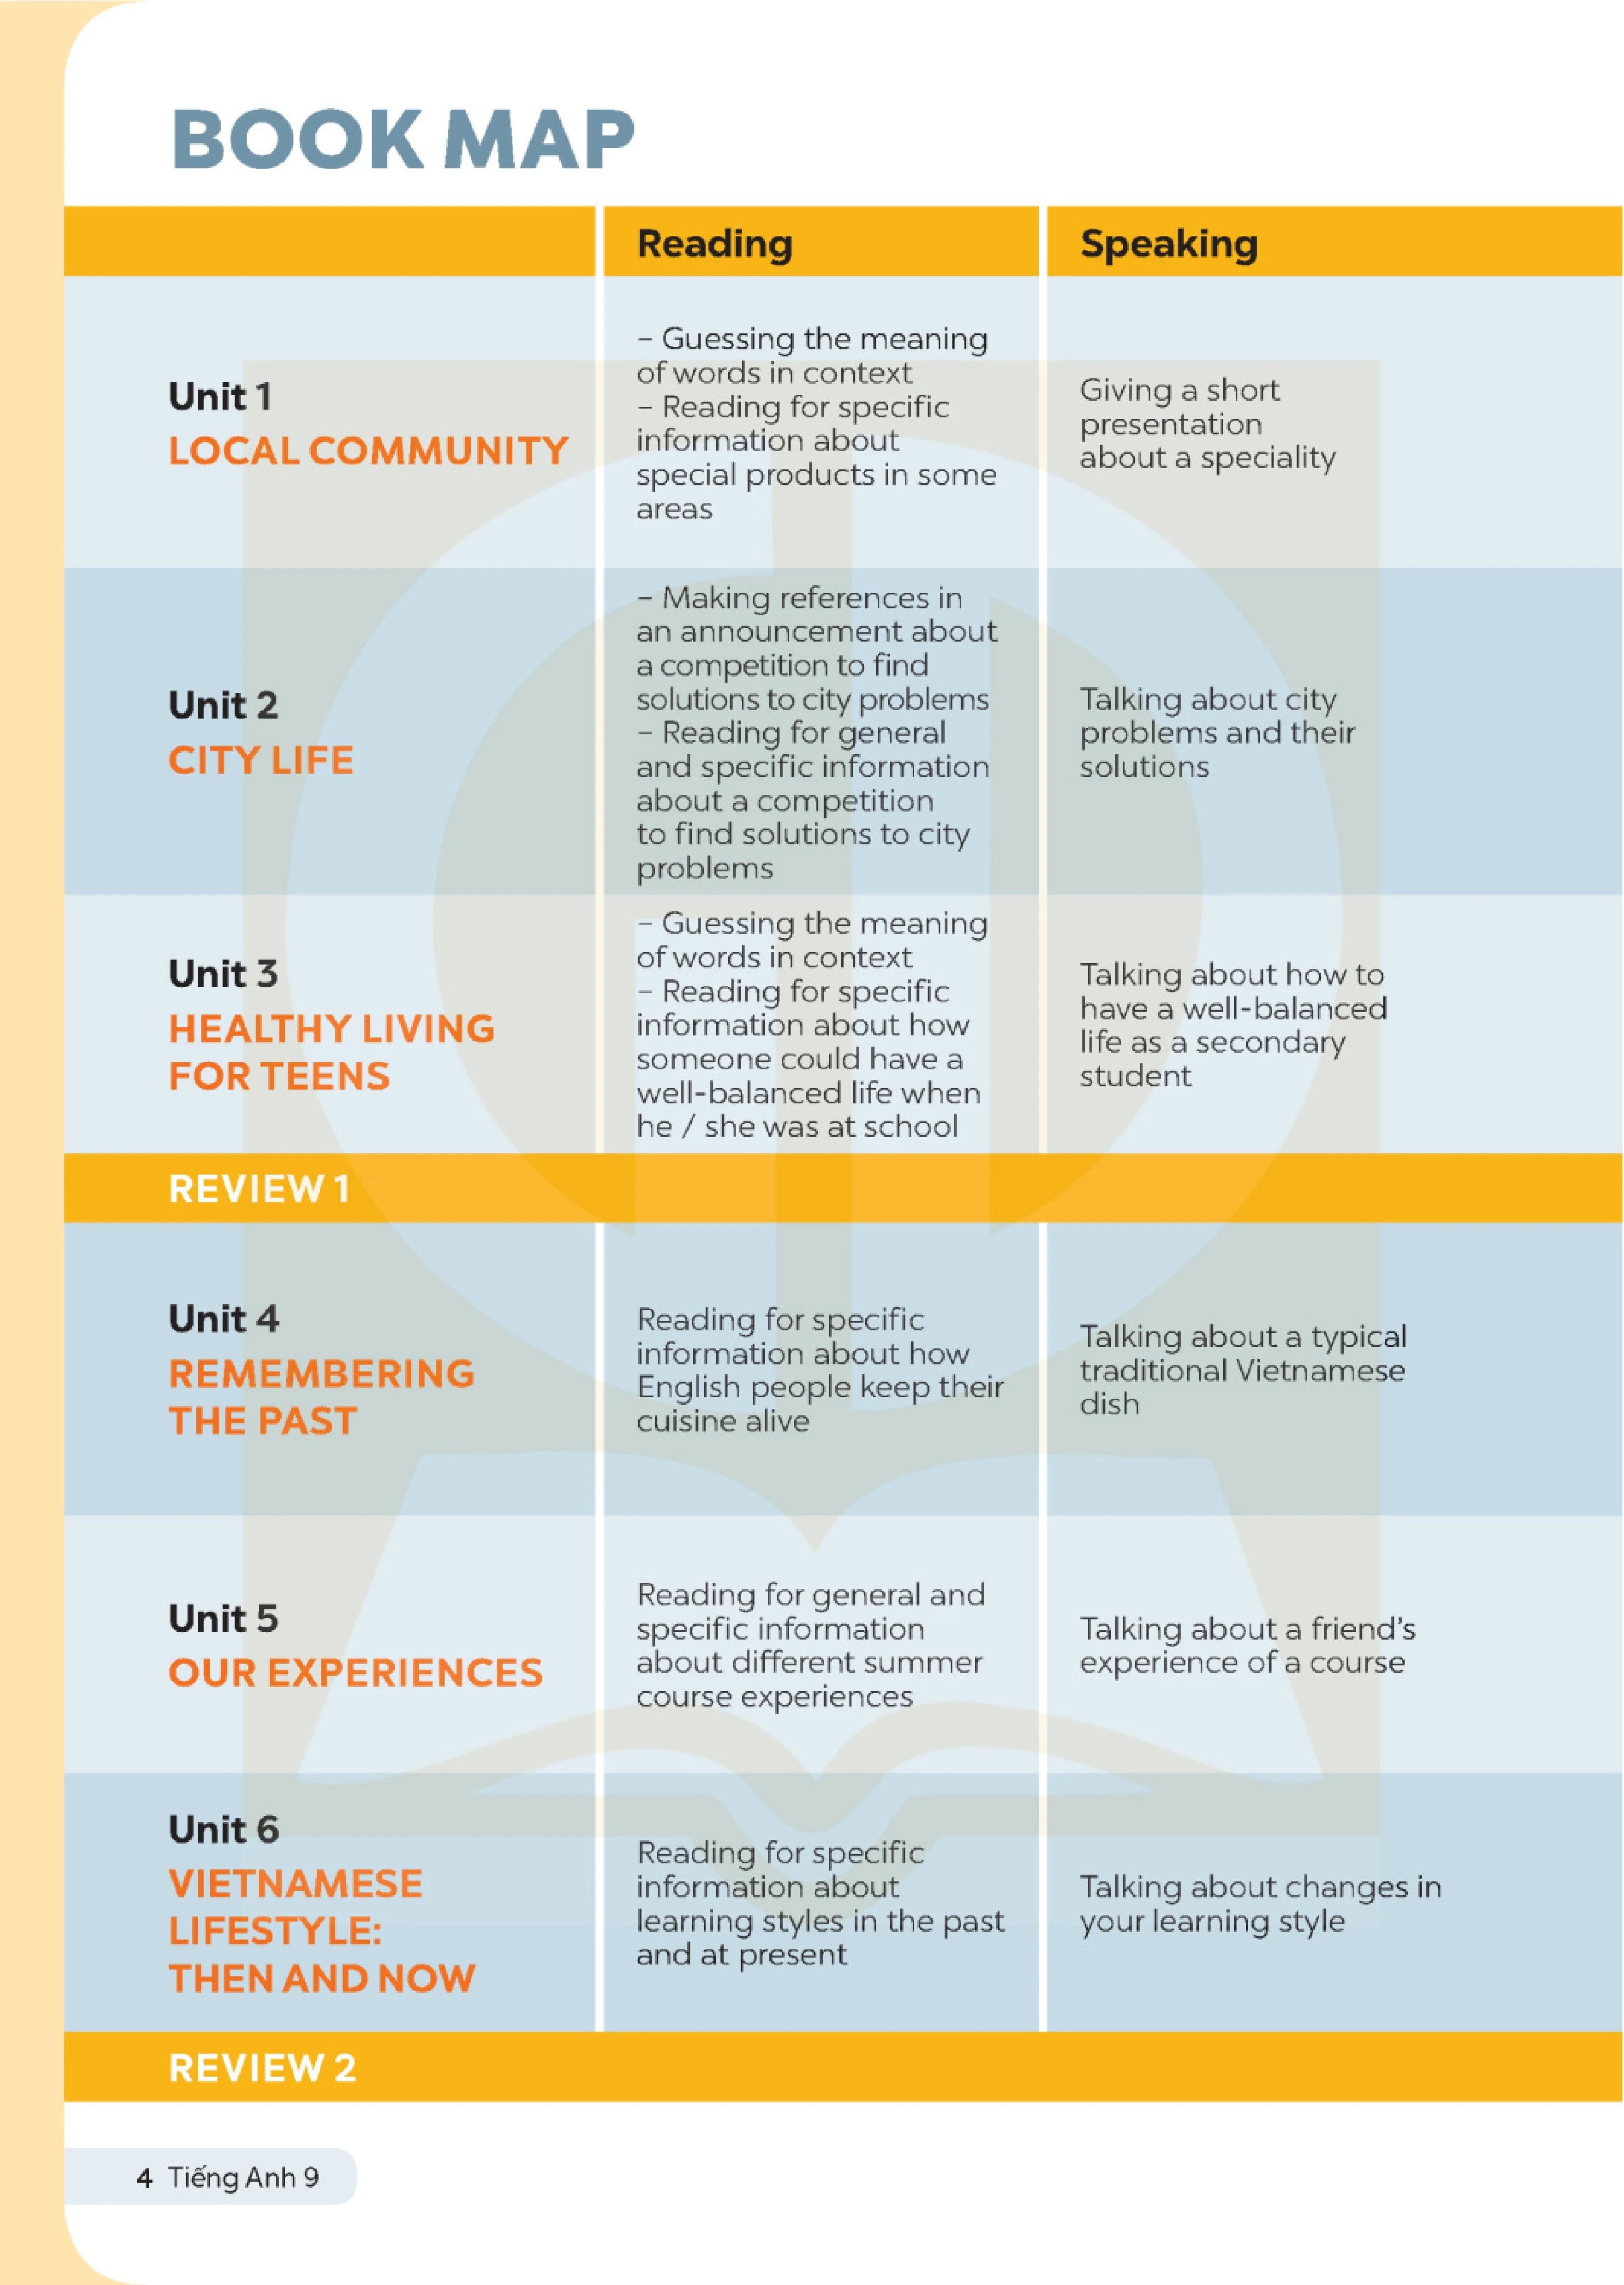 BOOK MAP
Reading
Speaking
Unit 1
LOCAL COMMUNITY
– Guessing the meaning
of words in context
– Reading for specific
information about
special products in some
areas
Giving a short
presentation
about a speciality
Unit 2
CITY LIFE
– Making references in
an announcement about
a competition to find
solutions to city problems
– Reading for general
and specific information
about a competition
to find solutions to city
problems
Talking about city
problems and their
solutions
Unit 3
HEALTHY LIVING
FOR TEENS
– Guessing the meaning
of words in context
– Reading for specific
information about how
someone could have a
well-balanced life when
he / she was at school
Talking about how to
have a well-balanced
life as a secondary
student
REVIEW 1
Unit 4
REMEMBERING
THE PAST
Reading for specific
information about how
English people keep their
cuisine alive
Talking about a typical
traditional Vietnamese
dish
Unit 5
OUR EXPERIENCES
Reading for general and
specific information
about different summer
course experiences
Talking about a friend's
experience of a course
Unit 6
VIETNAMESE
LIFESTYLE:
THEN AND NOW
Reading for specific
information about
learning styles in the past
and at present
Talking about changes in
your learning style
REVIEW 2
4 Tiếng Anh 9